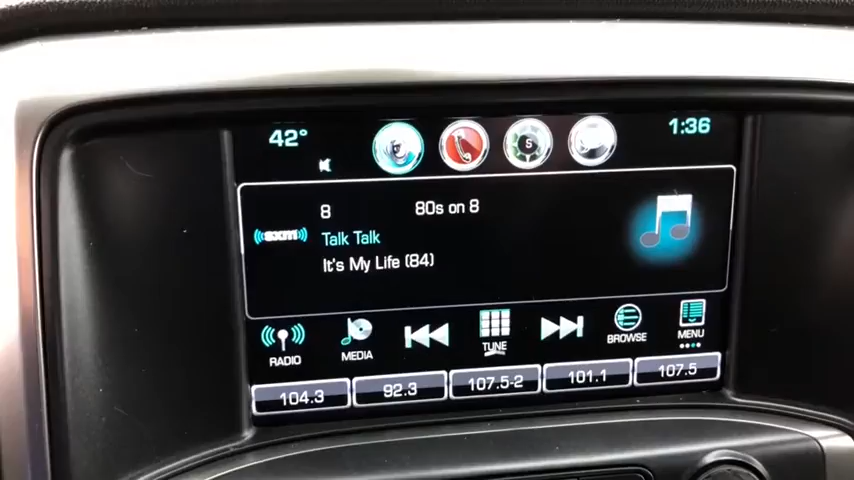 42°
1:36
S
8
80s on 8
((SXM))
Talk Talk
It's My Life (84)
RADIO
MEDIA
TUNE
BROWSE
MENU
104.3
92.3
107.5-2
101.1
107.5